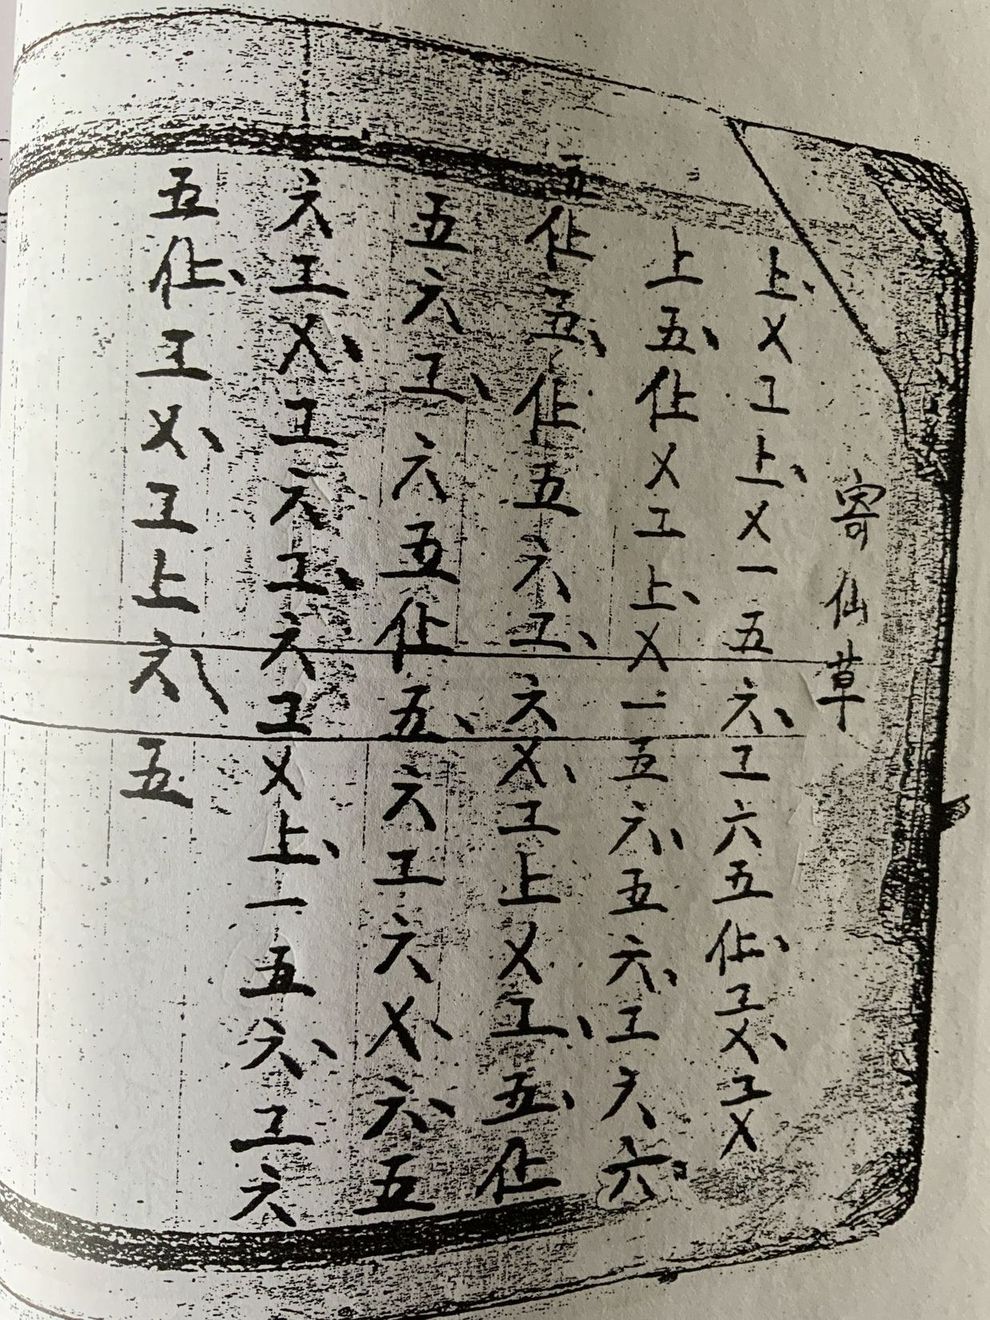 寄仙草
上、乂工上、乂一五六、工六五仩、工乂、工乂
上五、仩乂工上、乂一五六、五六、工六六
五仩五、仩五六工、六乂、工上乂工、五、仩
五六工、六五仩五、六工六乂、六、五
六工乂、工六工、六工乂上、一五六、工六
五仩、工乂、工上六、五